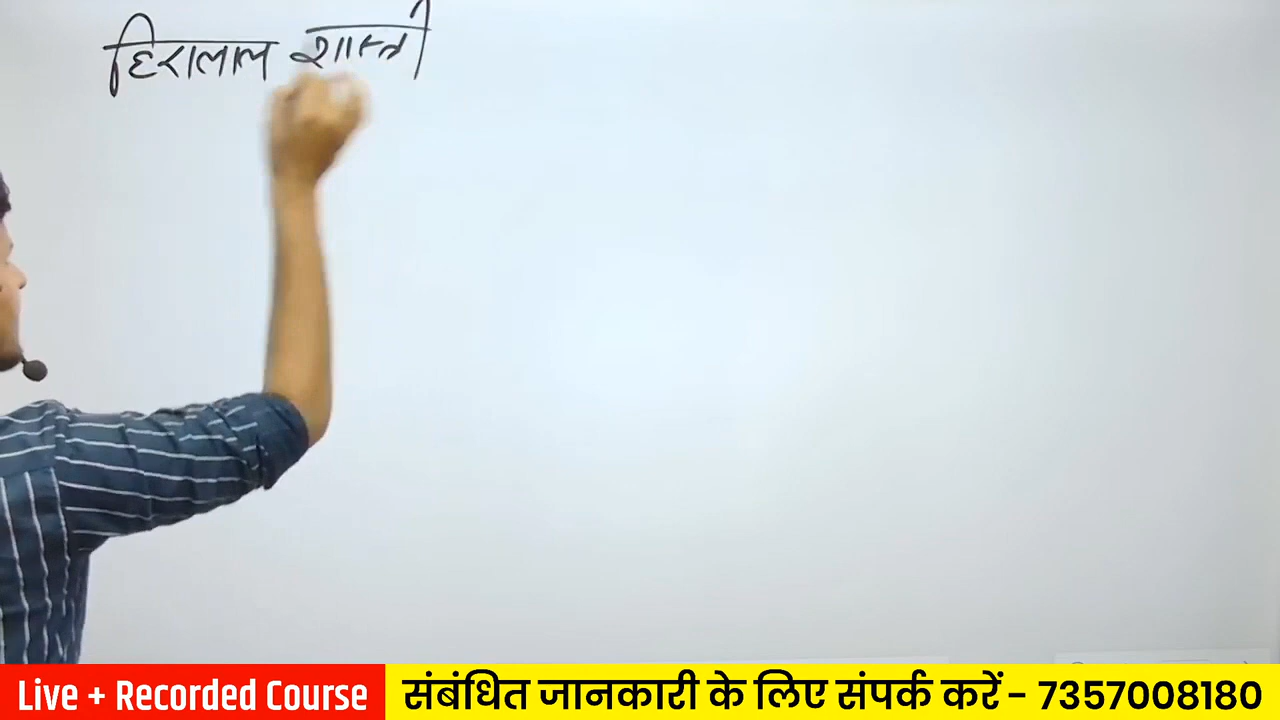 हिरालाल शास्त्री
Live + Recorded Course संबंधित जानकारी के लिए संपर्क करें - 7357008180